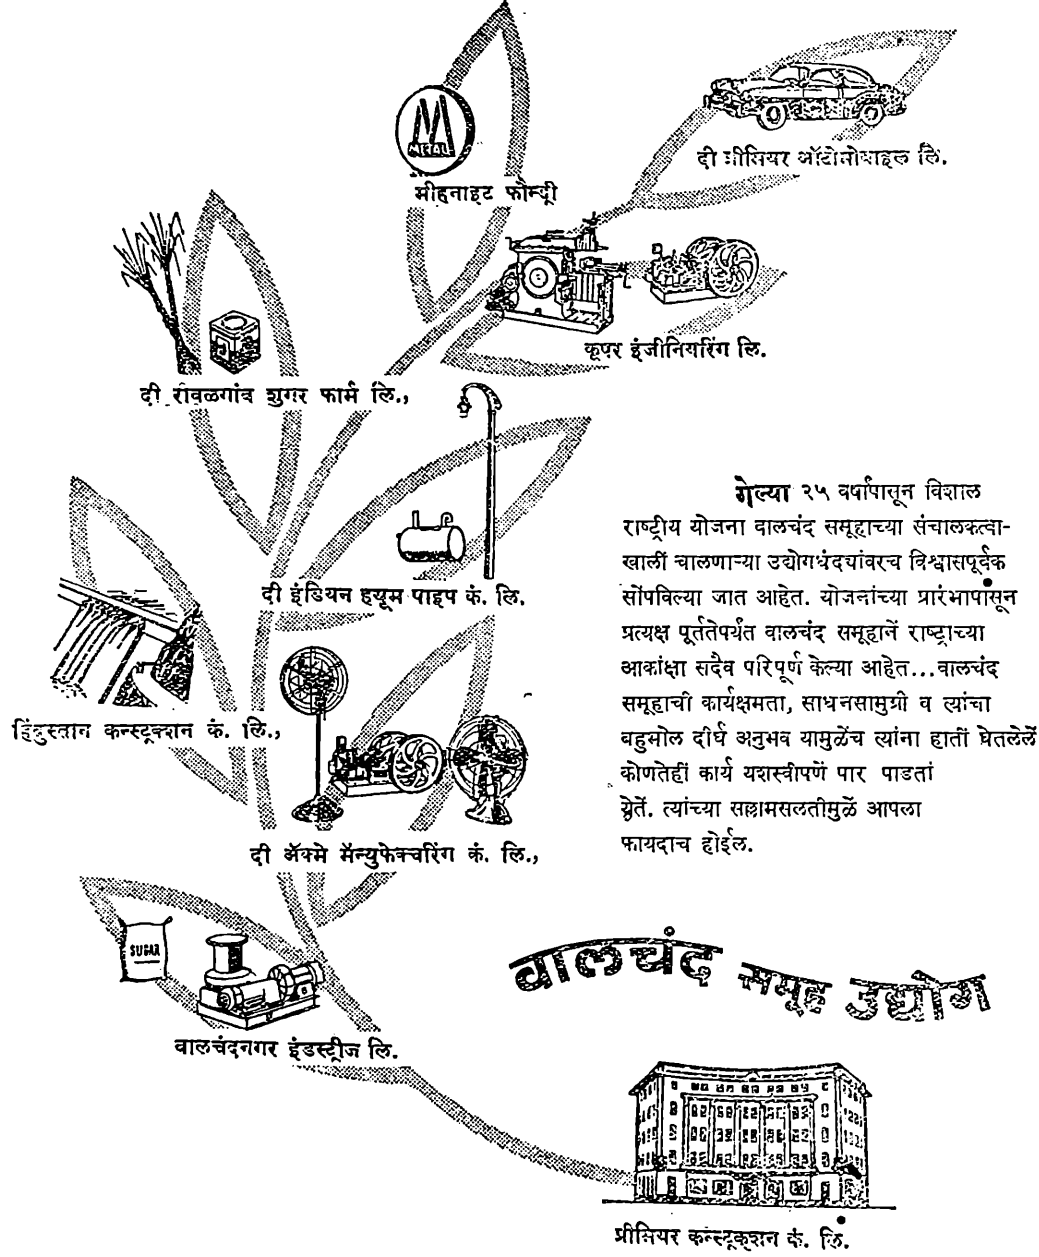 METAL
मीहनाइट फौन्द्री
दी प्रीमियर ऑटोमोबाइल लि.
कूपर इंजीनियरिंग लि.
दी रावळगांव शुगर फार्म लि.,
दी इंडियन ह्यूम पाइप कं. लि.
हिंदुस्तान कन्स्ट्रक्शन कं. लि.,
दी ॲक्मे मॅन्युफेक्चरिंग कं. लि.,
SUGAR
वालचंदनगर इंडस्ट्रीज लि.
गेल्या २५ वर्षांपासून विशाल
राष्ट्रीय योजना वालचंद समूहाच्या संचालकत्वा-
खालीं चालणाऱ्या उद्योगधंद्यांवरच विश्वासपूर्वक
सोंपविल्या जात आहेत. योजनांच्या प्रारंभापासून
प्रत्यक्ष पूर्ततेपर्यंत वालचंद समूहानें राष्ट्राच्या
आकांक्षा सदैव परिपूर्ण केल्या आहेत...वालचंद
समूहाची कार्यक्षमता, साधनसामुग्री व त्यांचा
बहुमोल दीर्घ अनुभव यामुळेंच त्यांना हातीं घेतलेलें
कोणतेहीं कार्य यशस्वीपणें पार पाडतां
येतें. त्यांच्या सल्लामसलतीमुळें आपला
फायदाच होईल.
वालचंद समूह उद्योग
प्रीमियर कन्स्ट्रक्शन कं. लि.